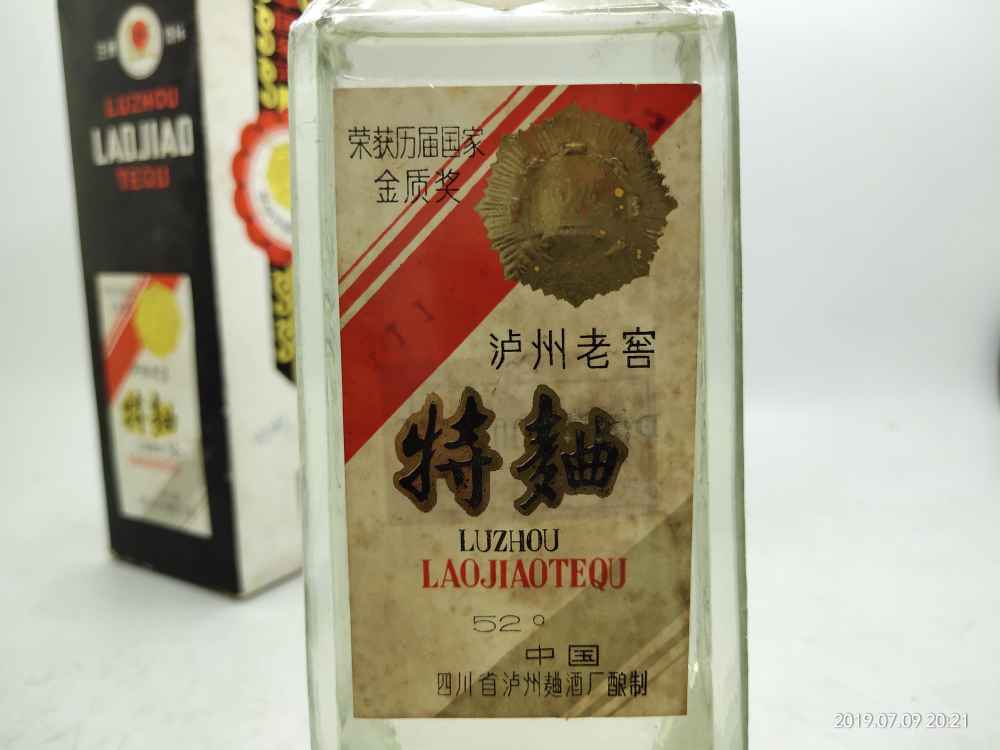 LUZHOU
LAOJIAO
TEQU
特麯
荣获历届国家
金质奖
泸州老窖
特麯
LUZHOU
LAOJIAOTEQU
52°
中国
四川省泸州麯酒厂酿制
2019.07.09 20:21